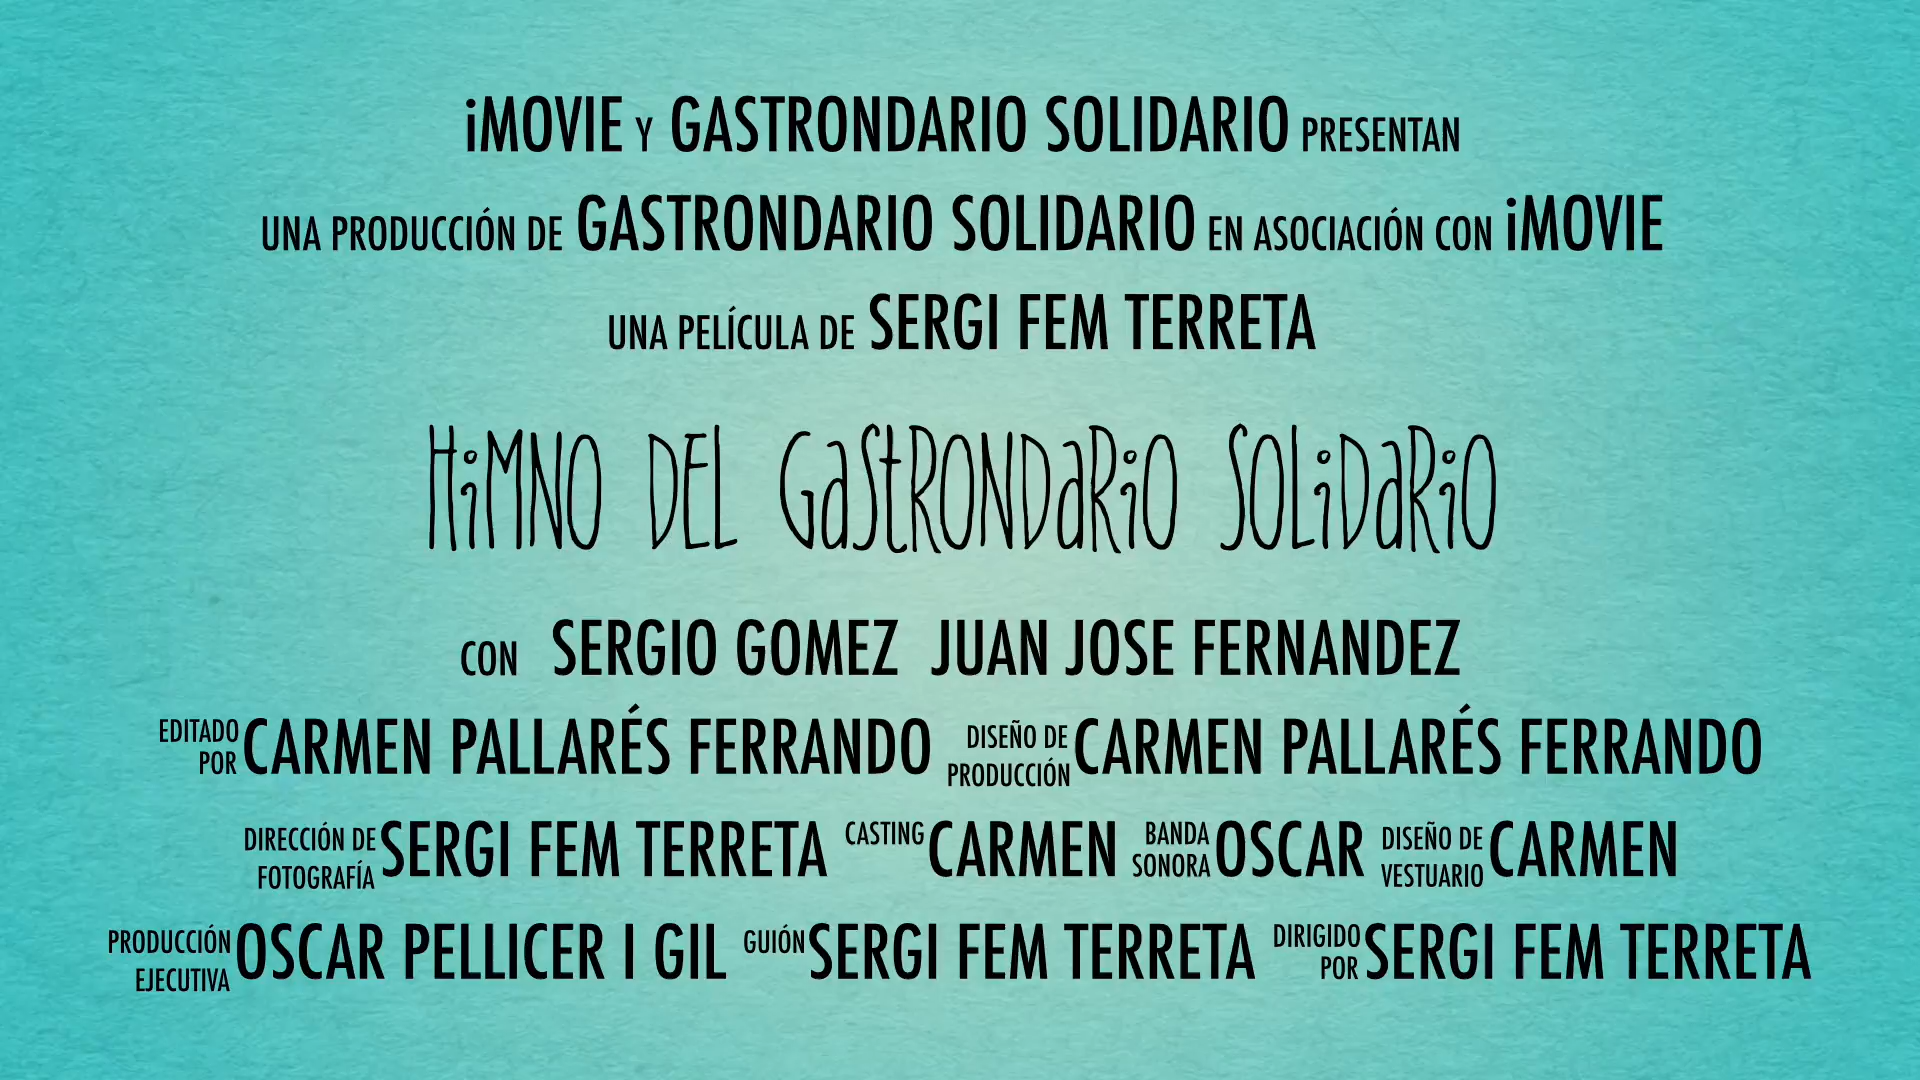 iMOVIE Y GASTRONDARIO SOLIDARIO PRESENTAN
UNA PRODUCCIÓN DE GASTRONDARIO SOLIDARIO EN ASOCIACIÓN CON iMOVIE
UNA PELÍCULA DE SERGI FEM TERRETA
HiMNO DEL GaStRONDaRiO SOLiDaRiO
CON SERGIO GOMEZ JUAN JOSE FERNANDEZ
EDITADO POR CARMEN PALLARÉS FERRANDO DISEÑO DE PRODUCCIÓN CARMEN PALLARÉS FERRANDO
DIRECCIÓN DE FOTOGRAFÍA SERGI FEM TERRETA CASTING CARMEN BANDA SONORA OSCAR DISEÑO DE VESTUARIO CARMEN
PRODUCCIÓN EJECUTIVA OSCAR PELLICER I GIL GUIÓN SERGI FEM TERRETA DIRIGIDO POR SERGI FEM TERRETA